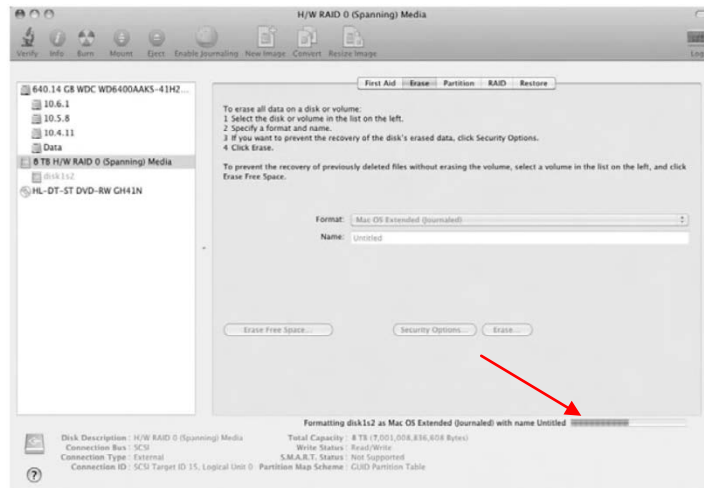 H/W RAID 0 (Spanning) Media
Verify Info Burn Mount Eject Enable Journaling New Image Convert Resize Image
First Aid Erase Partition RAID Restore
640.14 GB WDC WD6400AAKS-41H2...
10.6.1
10.5.8
10.4.11
Data
8 TB H/W RAID 0 (Spanning) Media
disk1s2
HL-DT-ST DVD-RW GH41N
To erase all data on a disk or volume:
1 Select the disk or volume in the list on the left.
2 Specify a format and name.
3 If you want to prevent the recovery of the disk's erased data, click Security Options.
4 Click Erase.
To prevent the recovery of previously deleted files without erasing the volume, select a volume in the list on the left, and click
Erase Free Space.
Format: Mac OS Extended (Journaled)
Name: Untitled
Erase Free Space... Security Options... Erase...
Formatting disk1s2 as Mac OS Extended (Journaled) with name Untitled
Disk Description : H/W RAID 0 (Spanning) Media Total Capacity : 8 TB (7,001,008,836,608 Bytes)
Connection Bus : SCSI Write Status : Read/Write
Connection Type : External S.M.A.R.T. Status : Not Supported
Connection ID : SCSI Target ID 15, Logical Unit 0 Partition Map Scheme : GUID Partition Table
?